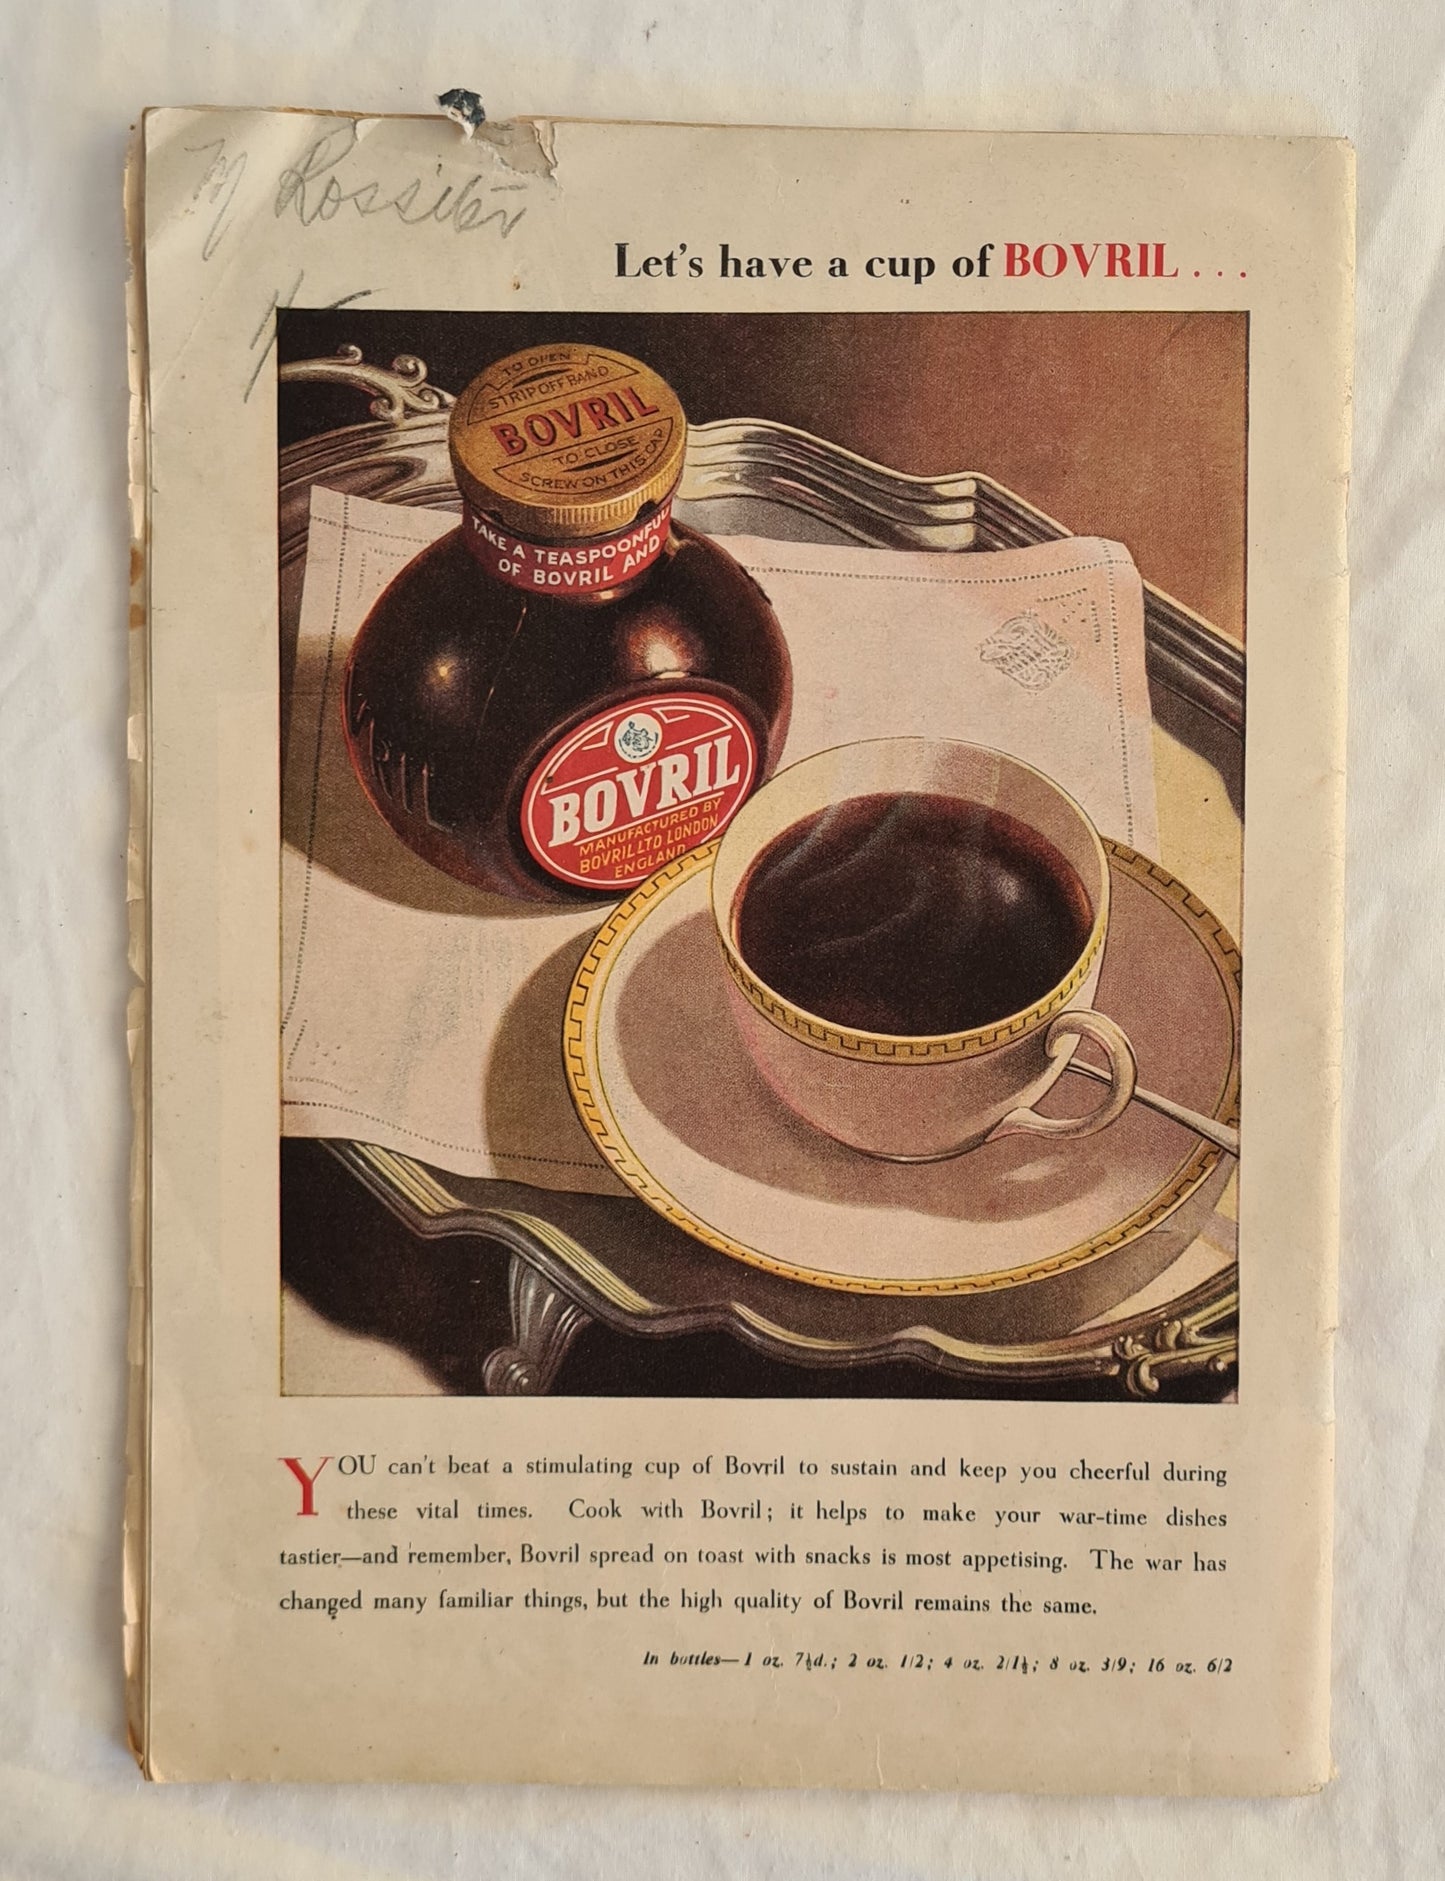 M Rossiter
Let's have a cup of BOVRIL . . .
TO OPEN
STRIP OFF BAND
BOVRIL
TO CLOSE
SCREW ON THIS CAP
TAKE A TEASPOONFUL
OF BOVRIL AND
BOVRIL
MANUFACTURED BY
BOVRIL LTD LONDON
ENGLAND
YOU can't beat a stimulating cup of Bovril to sustain and keep you cheerful during
these vital times. Cook with Bovril; it helps to make your war-time dishes
tastier—and remember, Bovril spread on toast with snacks is most appetising. The war has
changed many familiar things, but the high quality of Bovril remains the same.
In bottles—1 oz. 7½d.; 2 oz. 1/2; 4 oz. 2/1½; 8 oz. 3/9; 16 oz. 6/2